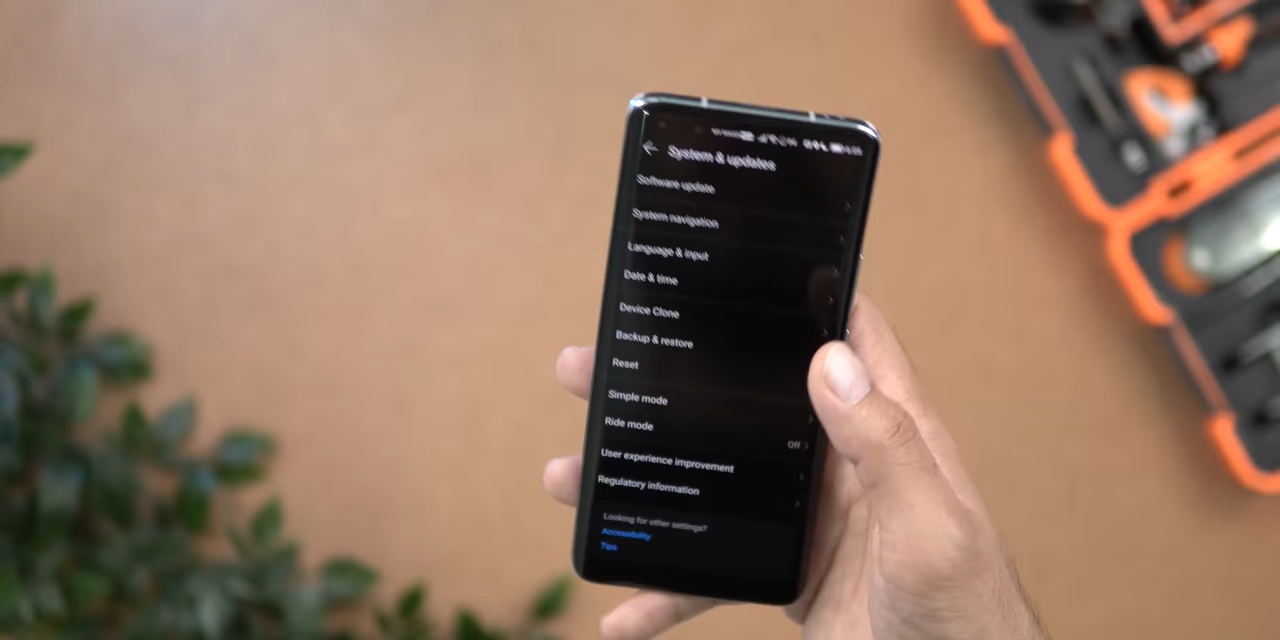 System & updates
Software update
System navigation
Language & input
Date & time
Device Clone
Backup & restore
Reset
Simple mode
Ride mode
Off
User experience improvement
Regulatory information
Looking for other settings?
Accessibility
Tips